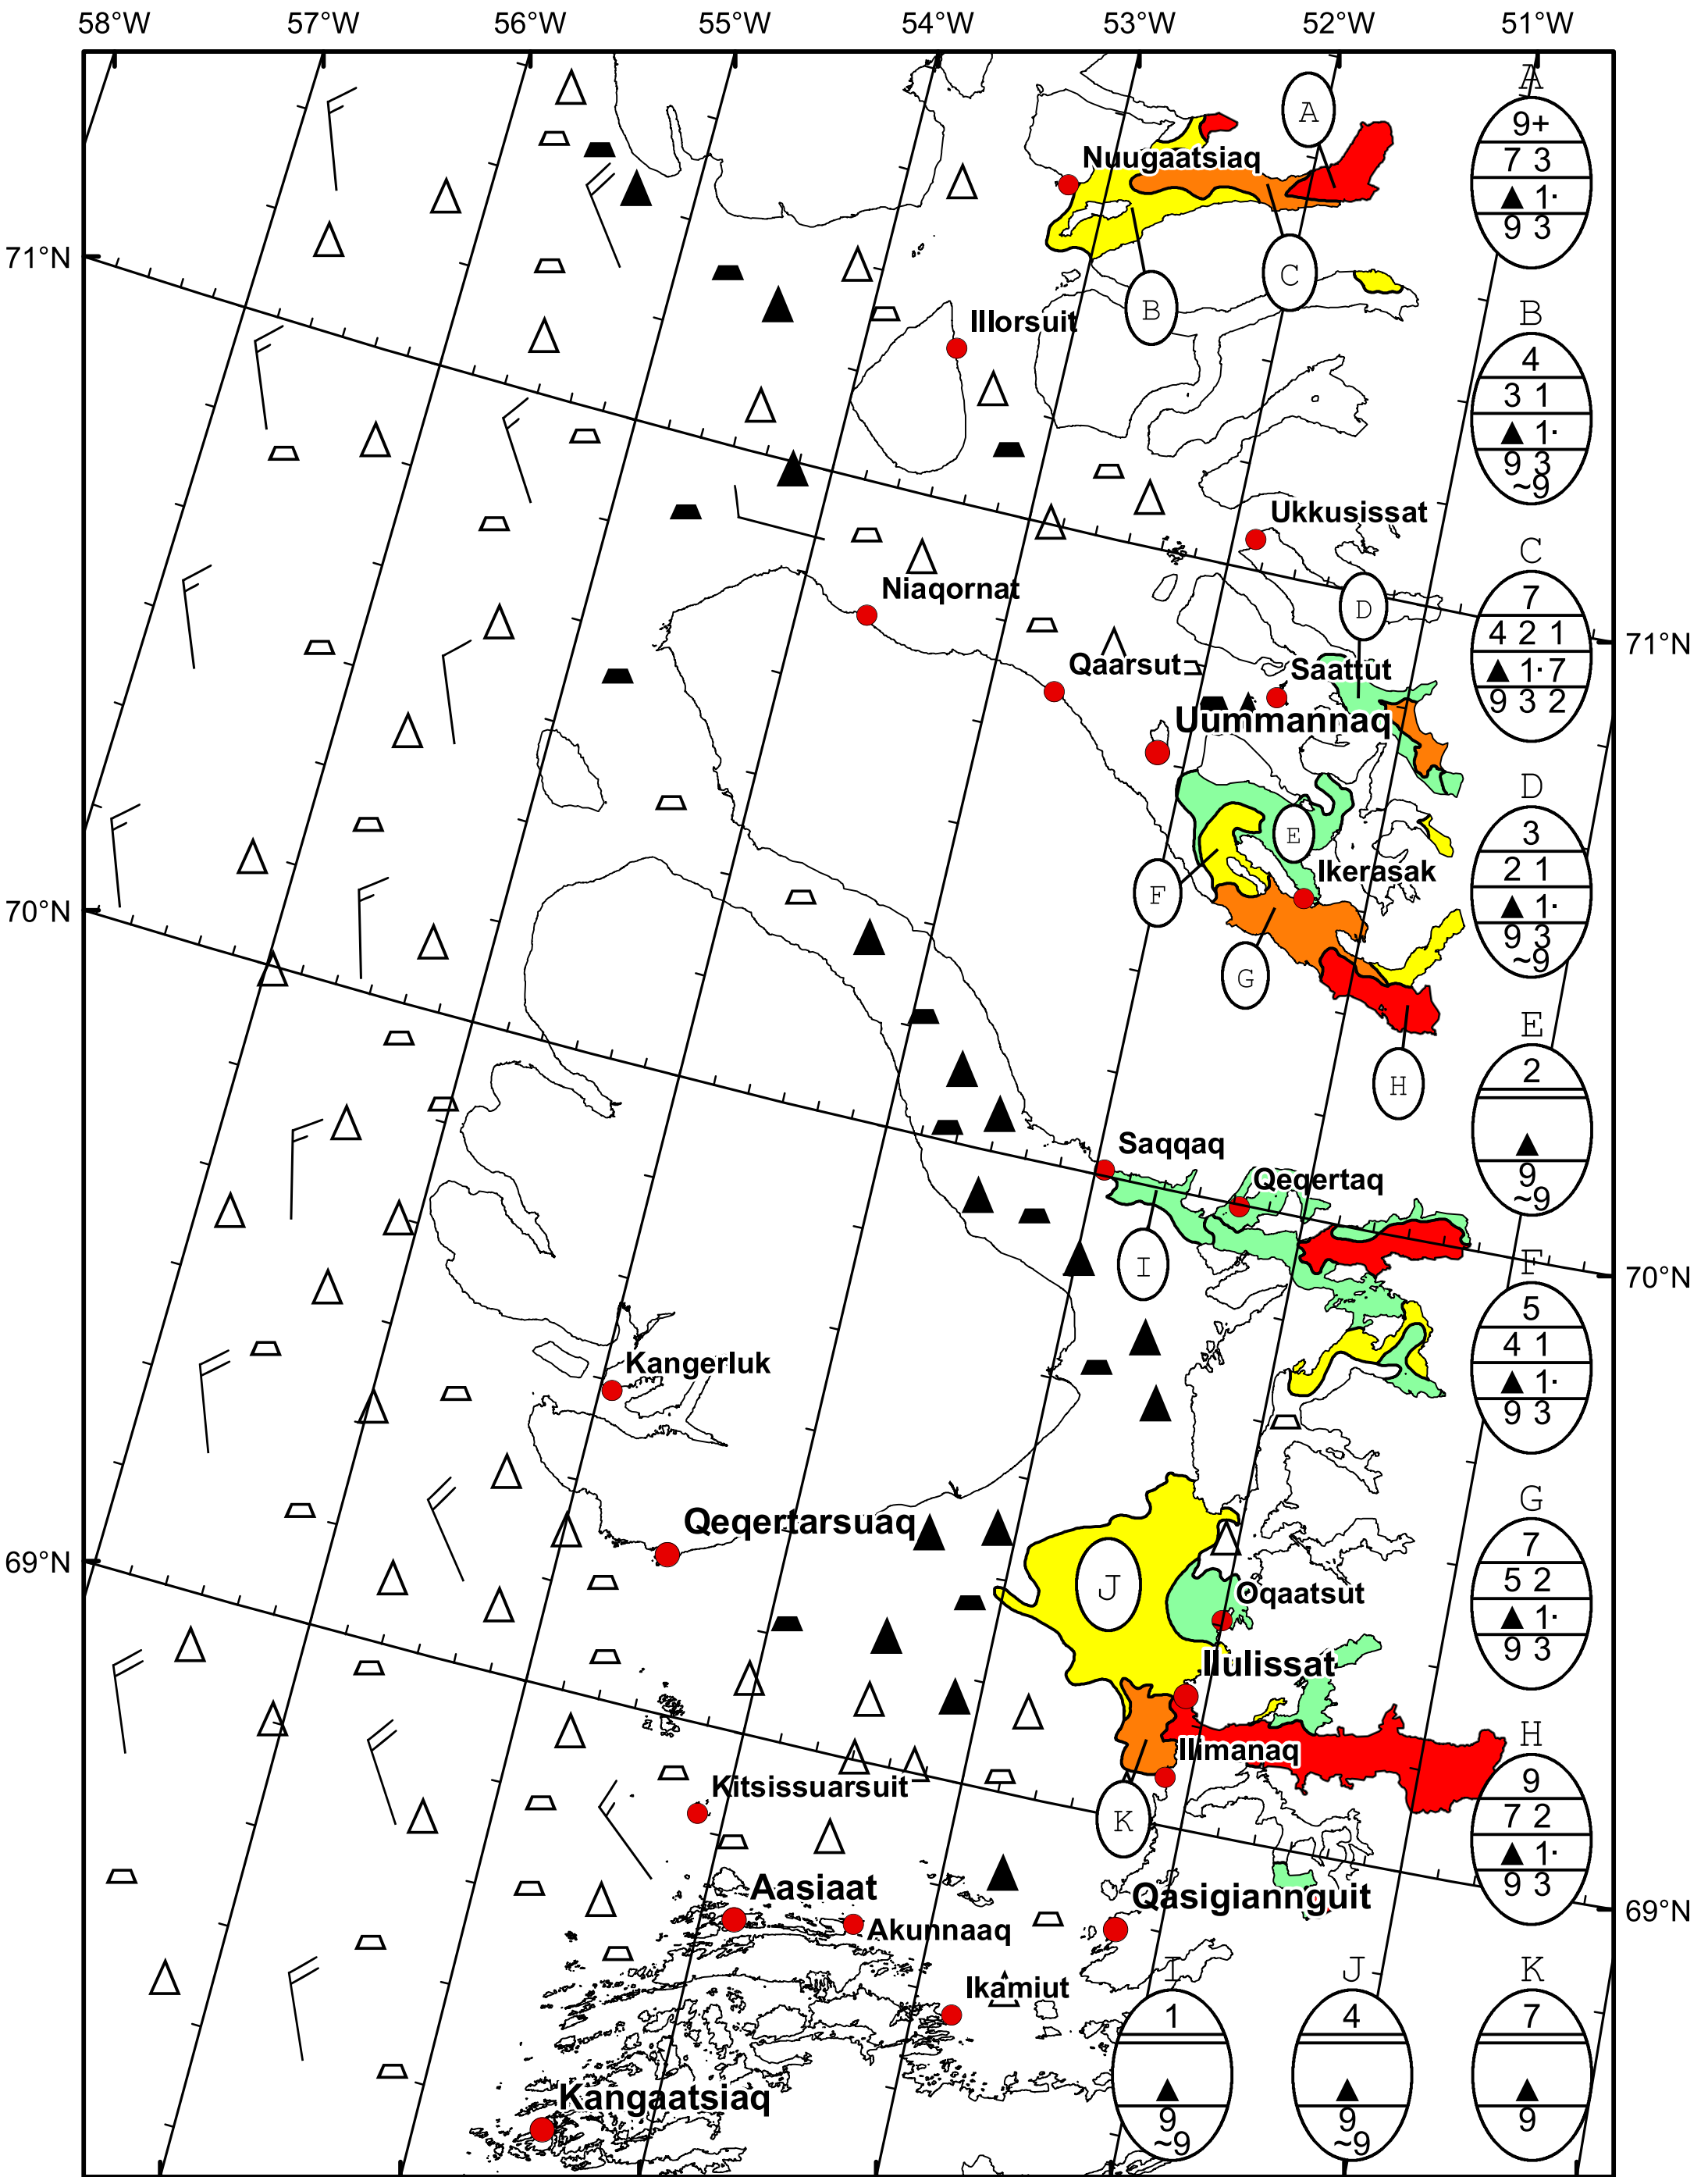 58°W 57°W 56°W 55°W 54°W 53°W 52°W 51°W
A
A
9+
7 3
▲ 1·
9 3
Nuugaatsiaq
71°N
C
B
B
4
3 1
▲ 1·
9 3
~9
Illorsuit
Ukkusissat
C
7
4 2 1
▲ 1·7
9 3 2
Niaqornat
D
71°N
Qaarsut
Saattut
Uummannaq
D
3
2 1
▲ 1·
9 3
~9
E
Ikerasak
F
70°N
G
H
E
2
▲
9
~9
Saqqaq
Qeqertaq
I
70°N
F
5
4 1
▲ 1·
9 3
Kangerluk
G
7
5 2
▲ 1·
9 3
Qeqertarsuaq
69°N
J
Oqaatsut
Ilulissat
Ilimanaq
H
9
7 2
▲ 1·
9 3
Kitsissuarsuit
K
Aasiaat
Qasigiannguit
69°N
Akunnaaq
Ikamiut
I
1
▲
9
~9
J
4
▲
9
~9
K
7
▲
9
Kangaatsiaq